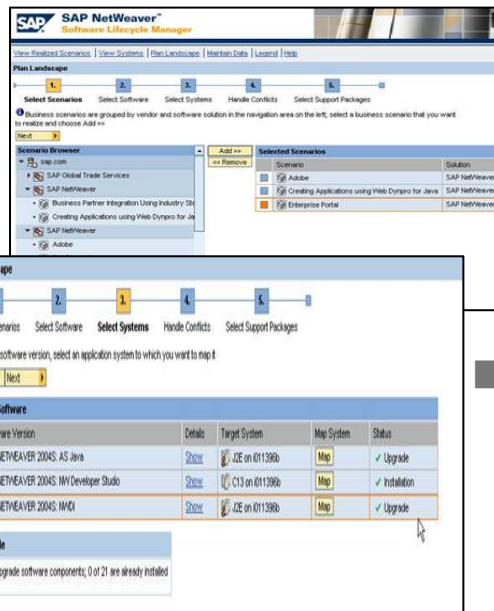 SAP
SAP NetWeaver™
Software Lifecycle Manager
View Realized Scenarios | View Systems | Plan Landscape | Maintain Data | Legend | Help
Plan Landscape
1. 2. 3. 4. 5.
Select Scenarios Select Software Select Systems Handle Conflicts Select Support Packages
Business scenarios are grouped by vendor and software solution in the navigation area on the left; select a business scenario that you want
to realize and choose Add >>
Next
Scenario Browser
Add >>
<< Remove
Selected Scenarios
Scenario Solution
sap.com
SAP Global Trade Services
SAP NetWeaver
Business Partner Integration Using Industry Sta
Creating Applications using Web Dynpro for Ja
SAP NetWeaver
Adobe
Adobe SAP NetWeaver
Creating Applications using Web Dynpro for Java SAP NetWeaver
Enterprise Portal SAP NetWeaver
ape
2. 3. 4. 5.
enarios Select Software Select Systems Handle Conflicts Select Support Packages
software version, select an application system to which you want to map it
Next
Software
ware Version Details Target System Map System Status
NETWEAVER 2004S: AS Java Show J2E on i011396b Map Upgrade
NETWEAVER 2004S: NW Developer Studio Show C13 on i011396b Map Installation
NETWEAVER 2004S: NWDI Show J2E on i011396b Map Upgrade
le
pgrade software components; 0 of 21 are already installed